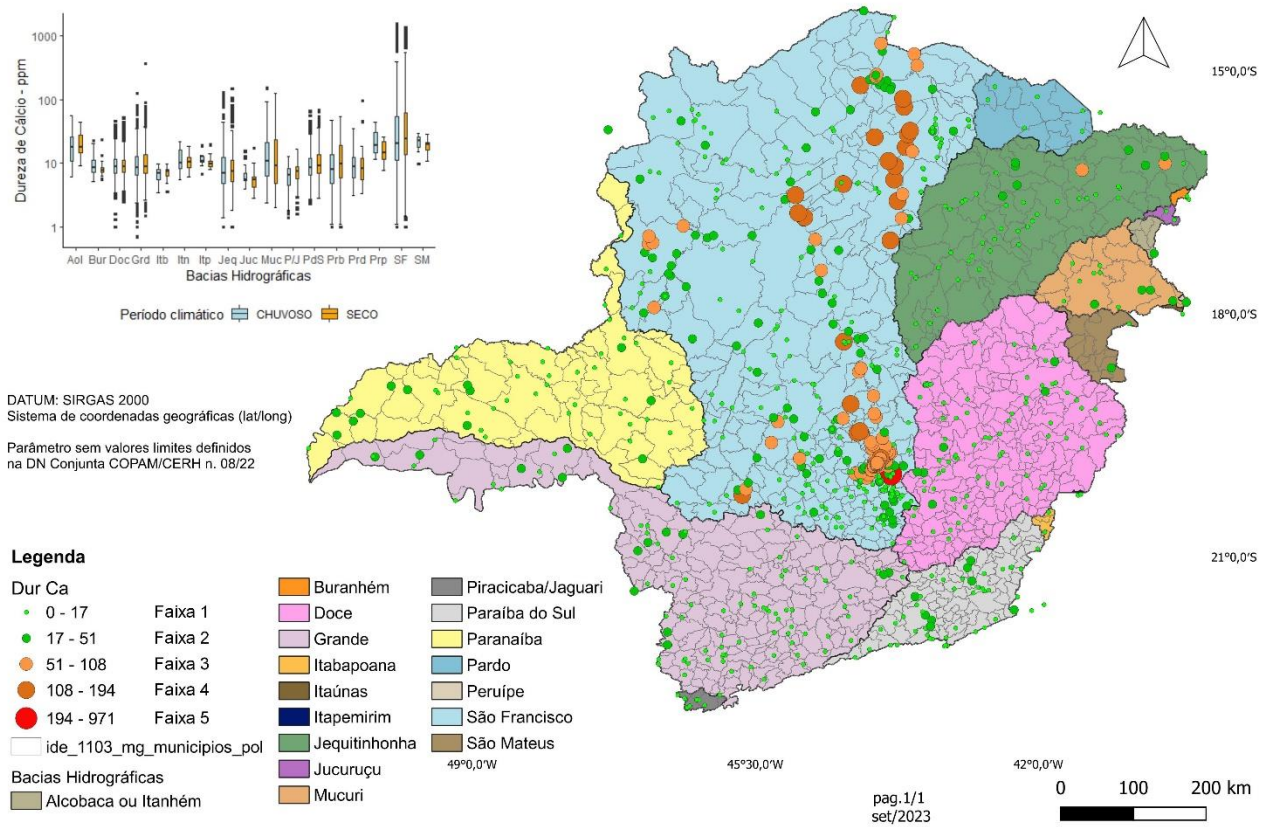 1000
100
10
1
Dureza de Cálcio - ppm
AoI Bur Doc Grd Itb Itn Itp Jeq Juc Muc P/J PdS Prb Prd Prp SF SM
Bacias Hidrográficas
Período climático CHUVOSO SECO
15°0,0'S
18°0,0'S
21°0,0'S
DATUM: SIRGAS 2000
Sistema de coordenadas geográficas (lat/long)
Parâmetro sem valores limites definidos
na DN Conjunta COPAM/CERH n. 08/22
Legenda
Dur Ca
0 - 17 Faixa 1
17 - 51 Faixa 2
51 - 108 Faixa 3
108 - 194 Faixa 4
194 - 971 Faixa 5
ide_1103_mg_municipios_pol
Bacias Hidrográficas
Alcobaca ou Itanhém
Buranhém
Doce
Grande
Itabapoana
Itaúnas
Itapemirim
Jequitinhonha
Jucuruçu
Mucuri
Piracicaba/Jaguari
Paraíba do Sul
Paranaíba
Pardo
Peruípe
São Francisco
São Mateus
49°0,0'W 45°30,0'W 42°0,0'W
pag.1/1
set/2023
0 100 200 km